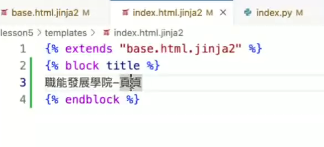 base.html.jinja2 M
index.html.jinja2 M
index.py M
lesson5 > templates > index.html.jinja2
1 {% extends "base.html.jinja2" %}
2 {% block title %}
3 職能發展學院-頁頁
4 {% endblock %}